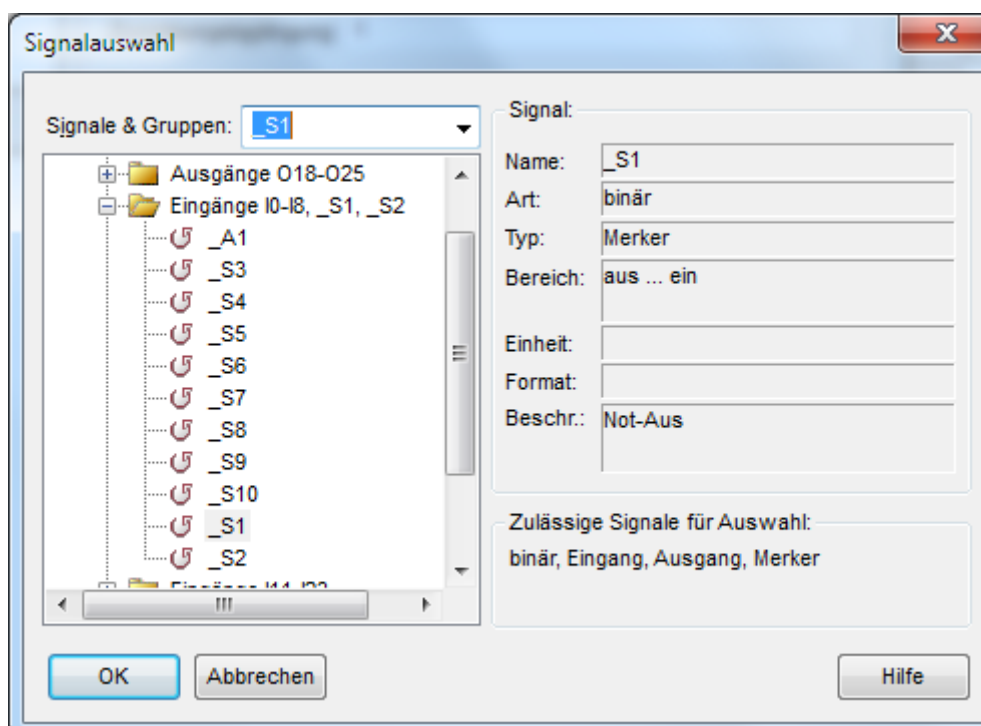 Signalauswahl
Signale & Gruppen: _S1
Ausgänge O18-O25
Eingänge I0-I8, _S1, _S2
_A1
_S3
_S4
_S5
_S6
_S7
_S8
_S9
_S10
_S1
_S2
Signal:
Name: _S1
Art: binär
Typ: Merker
Bereich: aus ... ein
Einheit:
Format:
Beschr.: Not-Aus
Zulässige Signale für Auswahl:
binär, Eingang, Ausgang, Merker
OK
Abbrechen
Hilfe